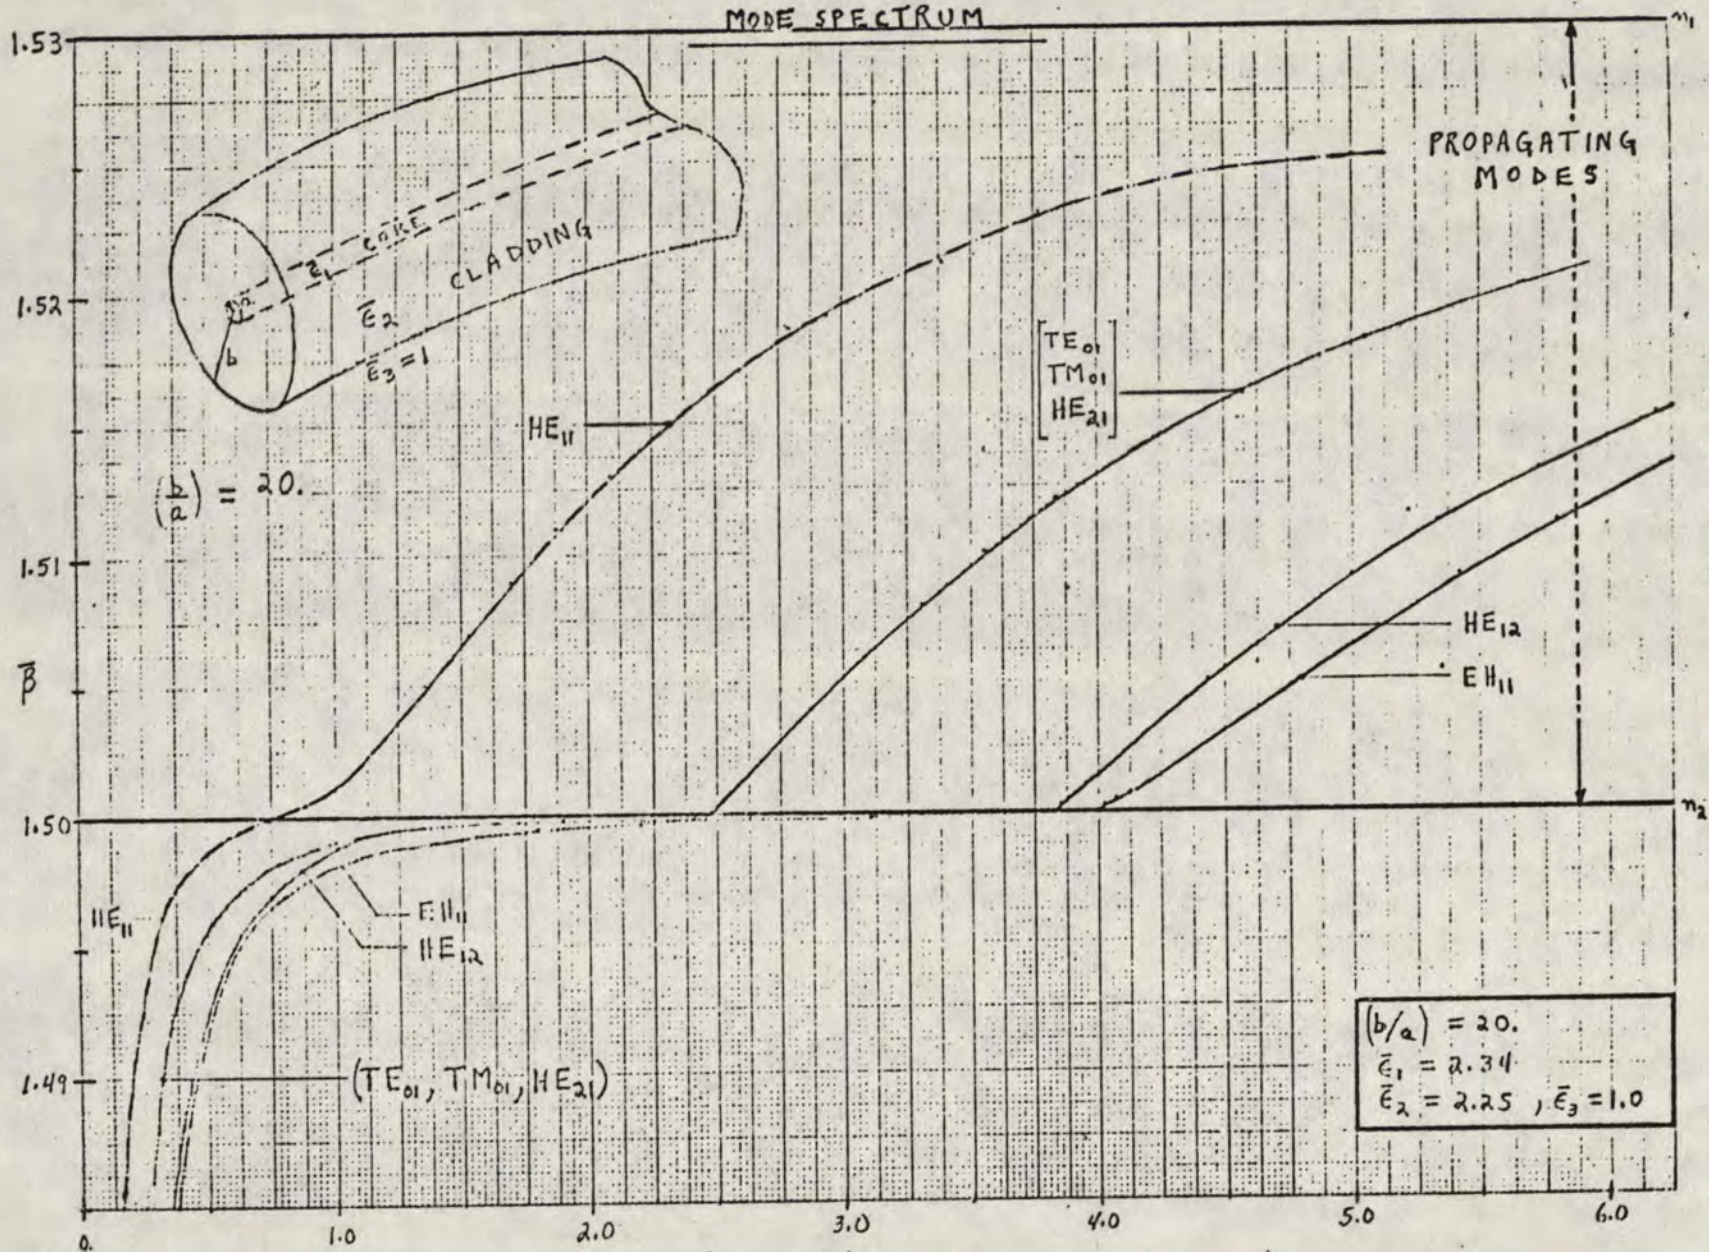 MODE SPECTRUM
1.53
n₁
PROPAGATING
MODES
CORE
ε̄₁
CLADDING
a
ε̄₂
b
ε̄₃ = 1
1.52
[TE₀₁
TM₀₁
HE₂₁]
HE₁₁
(b/a) = 20.
1.51
HE₁₂
EH₁₁
β̄
1.50
n₂
HE₁₁
EH₁₁
HE₁₂
1.49
(TE₀₁, TM₀₁, HE₂₁)
(b/a) = 20.
ε̄₁ = 2.34
ε̄₂ = 2.25 , ε̄₃ = 1.0
0. 1.0 2.0 3.0 4.0 5.0 6.0